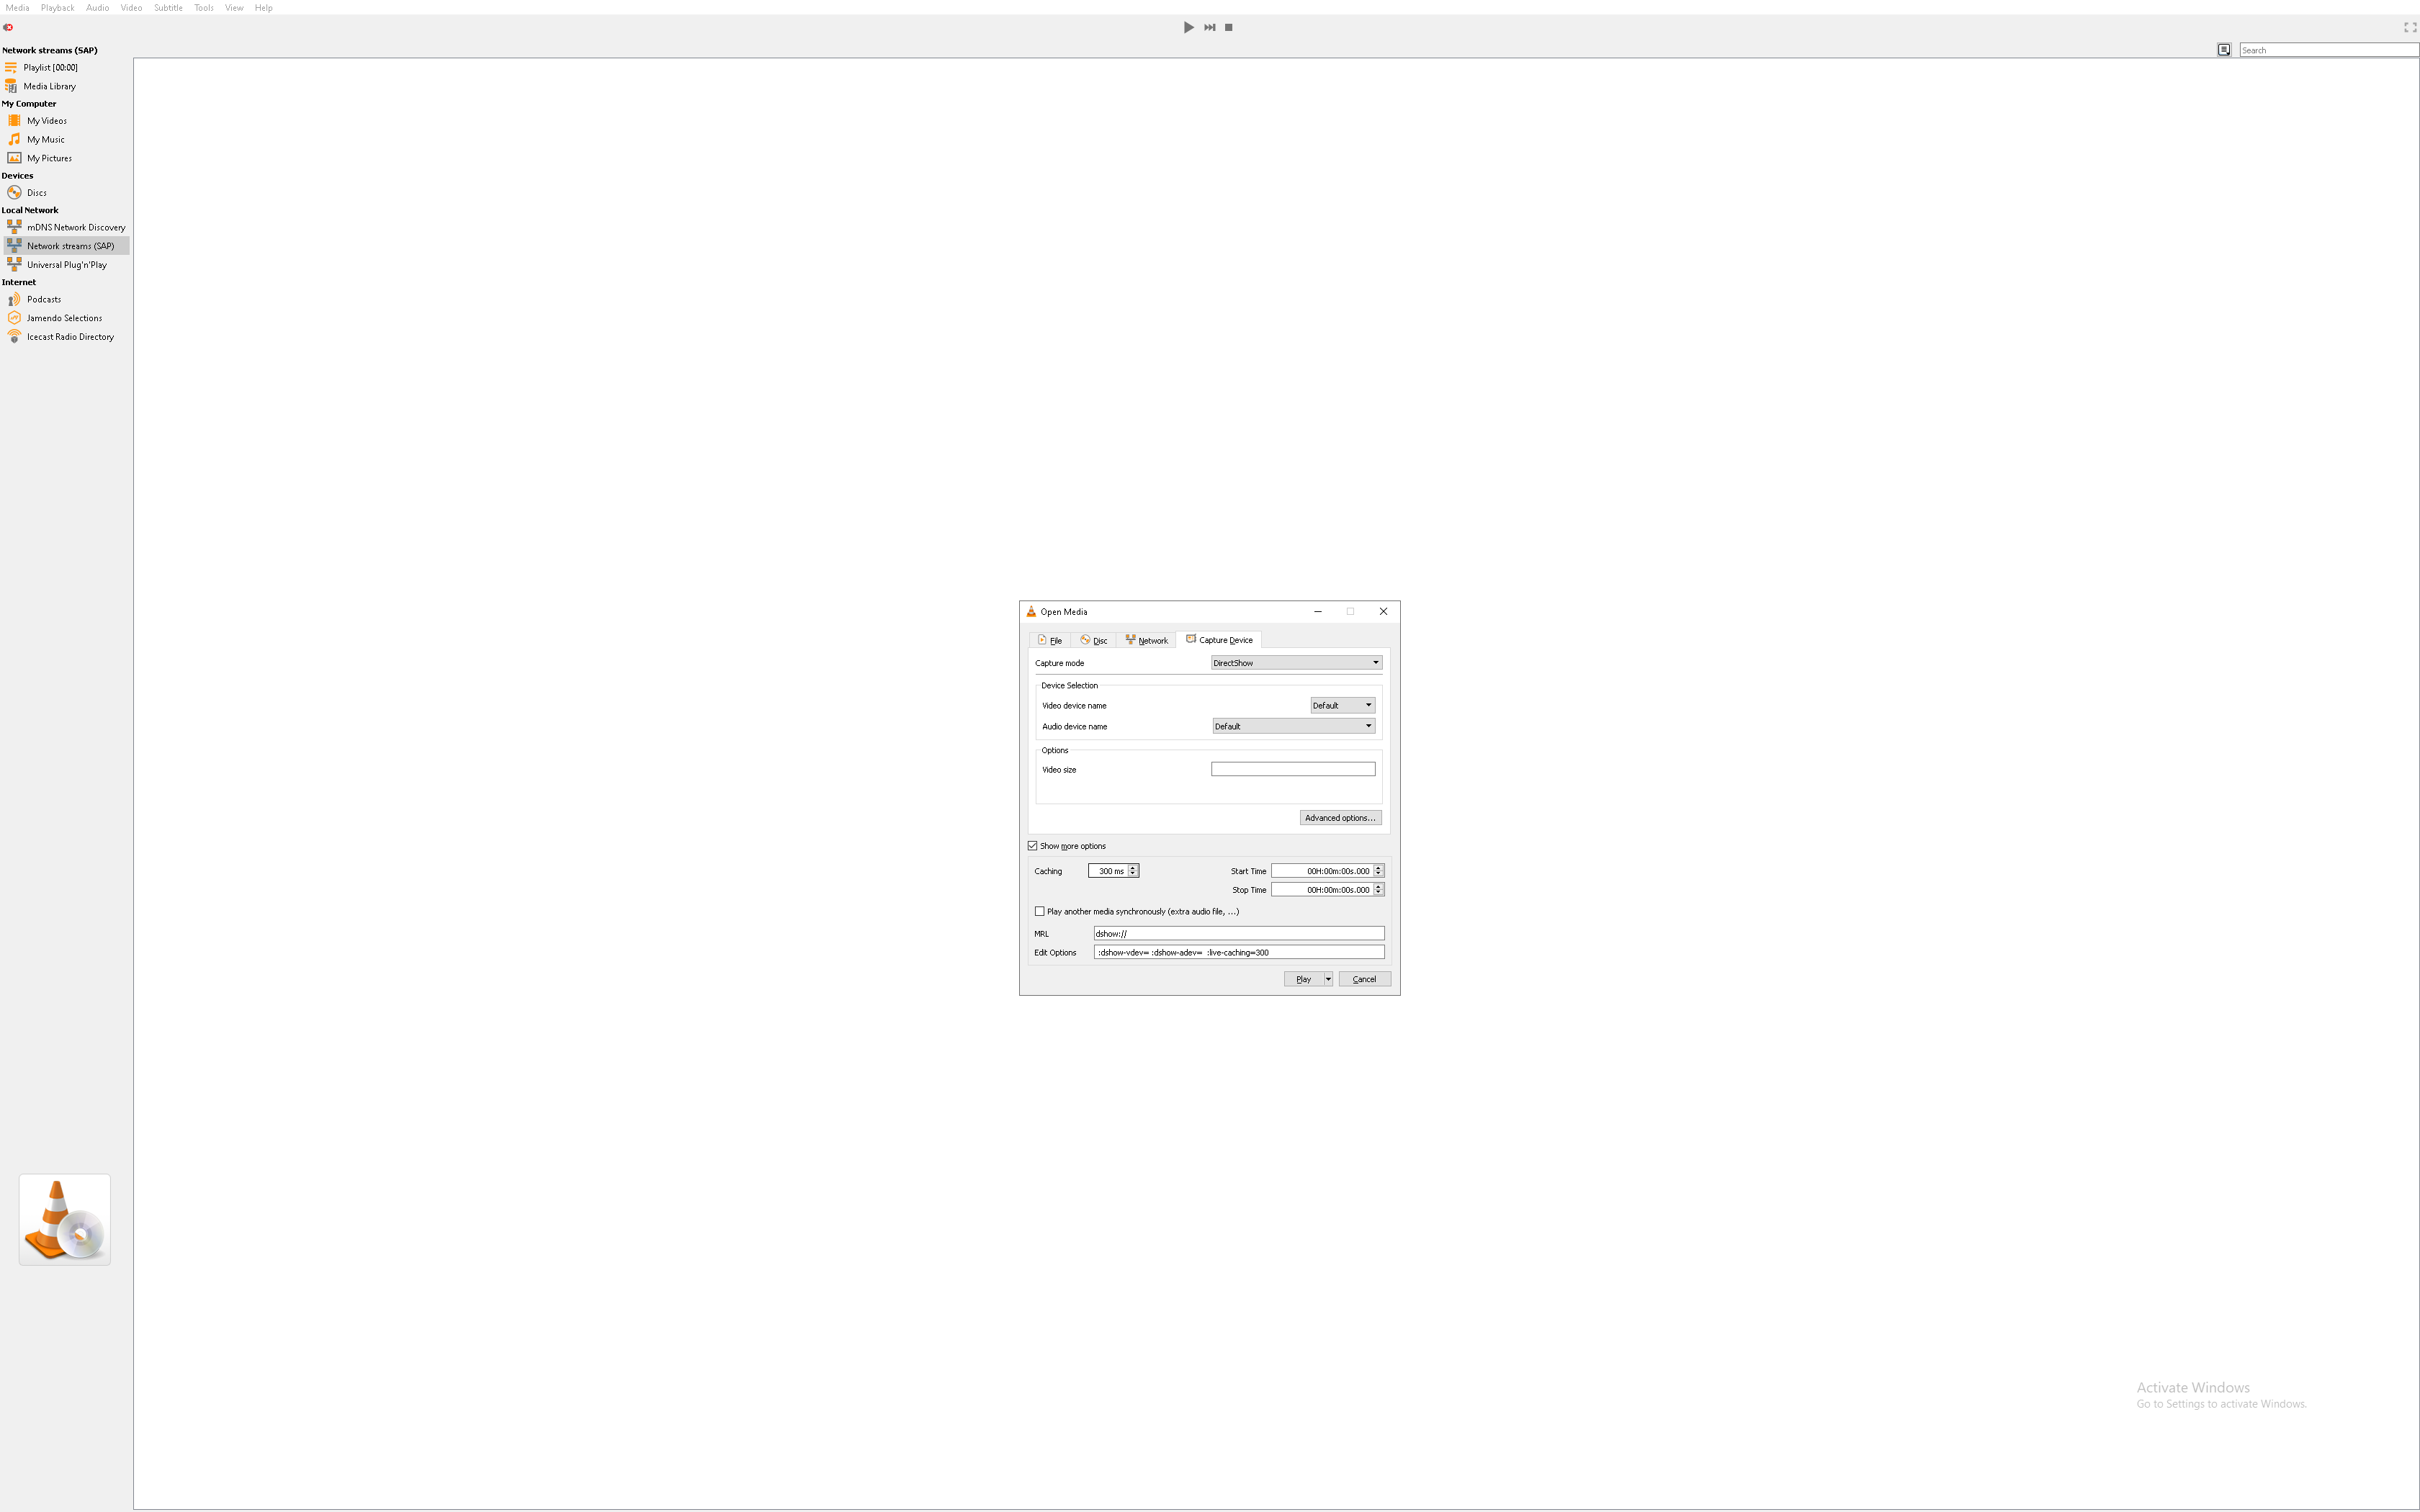 Media Playback Audio Video Subtitle Tools View Help
Network streams (SAP)
Search
Playlist [00:00]
Media Library
My Computer
My Videos
My Music
My Pictures
Devices
Discs
Local Network
mDNS Network Discovery
Network streams (SAP)
Universal Plug'n'Play
Internet
Podcasts
Jamendo Selections
Icecast Radio Directory
Open Media
File Disc Network Capture Device
Capture mode DirectShow
Device Selection
Video device name Default
Audio device name Default
Options
Video size
Advanced options...
Show more options
Caching 300 ms Start Time 00H:00m:00s.000
Stop Time 00H:00m:00s.000
Play another media synchronously (extra audio file, ...)
MRL dshow://
Edit Options :dshow-vdev= :dshow-adev= :live-caching=300
Play Cancel
Activate Windows
Go to Settings to activate Windows.